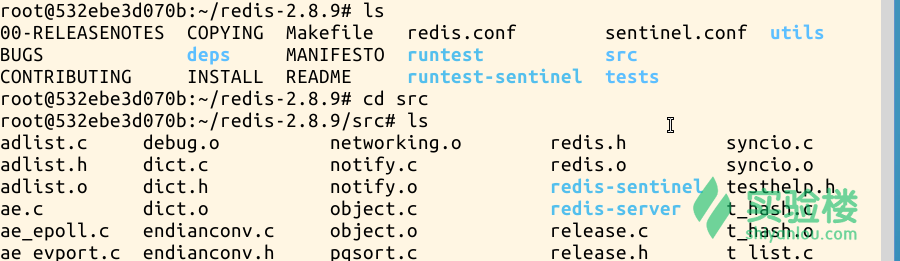 root@532ebe3d070b:~/redis-2.8.9# ls
00-RELEASENOTES COPYING Makefile redis.conf sentinel.conf utils
BUGS deps MANIFESTO runtest src
CONTRIBUTING INSTALL README runtest-sentinel tests
root@532ebe3d070b:~/redis-2.8.9# cd src
root@532ebe3d070b:~/redis-2.8.9/src# ls
adlist.c debug.o networking.o redis.h syncio.c
adlist.h dict.c notify.c redis.o syncio.o
adlist.o dict.h notify.o redis-sentinel testhelp.h
ae.c dict.o object.c redis-server t_hash.c
ae_epoll.c endianconv.c object.o release.c t_hash.o
ae_evport.c endianconv.h pqsort.c release.h t_list.c
实验楼
shiyanlou.com